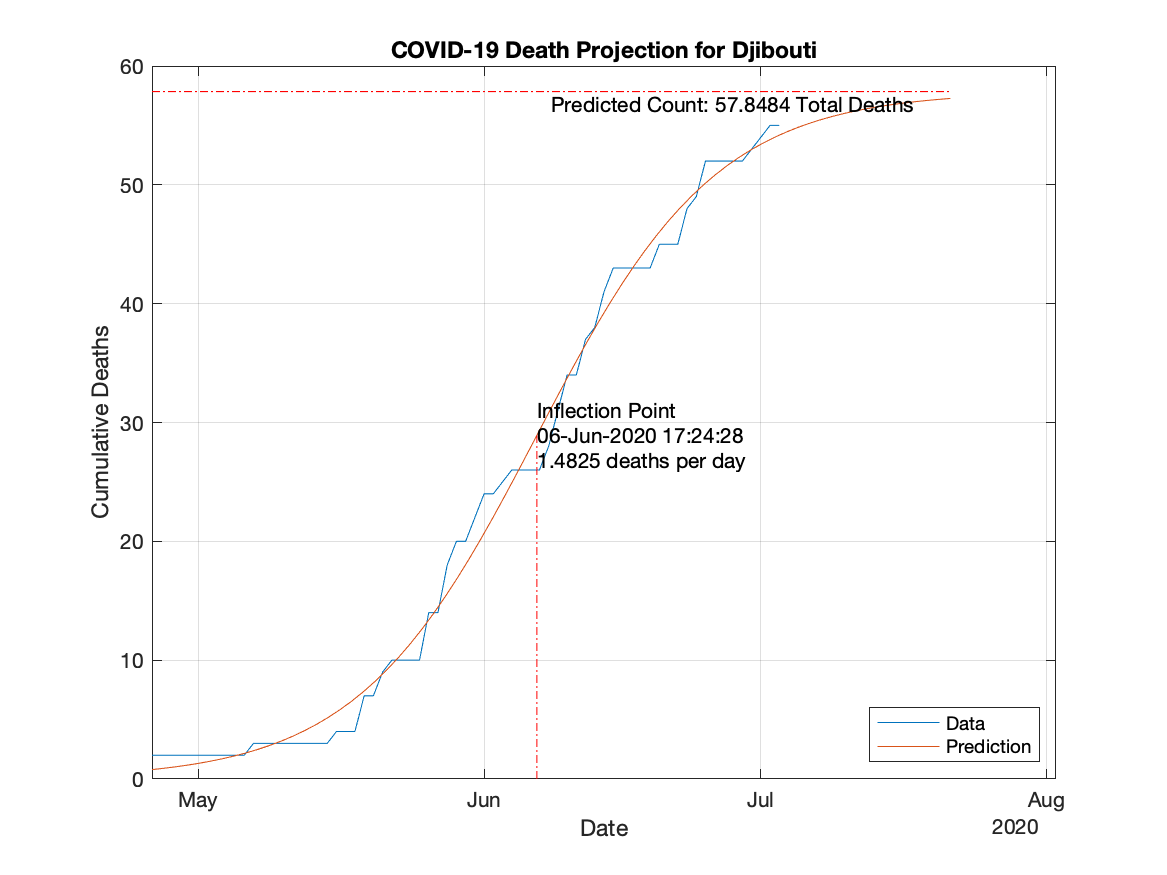 COVID-19 Death Projection for Djibouti
60
Predicted Count: 57.8484 Total Deaths
50
40
30
Inflection Point
06-Jun-2020 17:24:28
1.4825 deaths per day
20
10
0
Cumulative Deaths
Data
Prediction
May
Jun
Jul
Aug
Date
2020